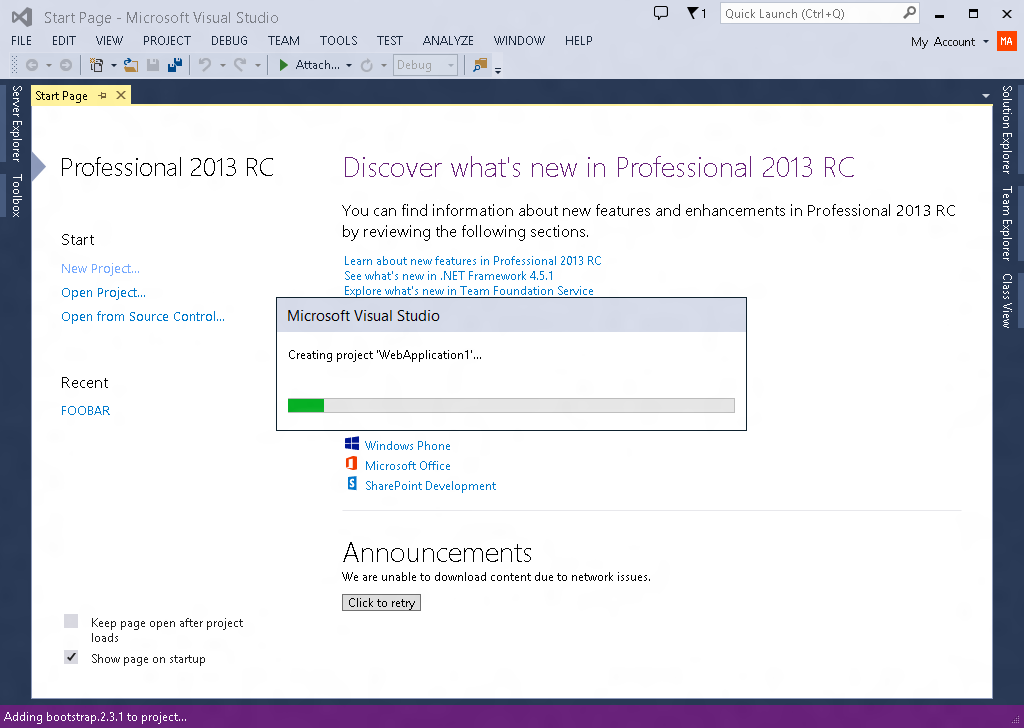 Start Page - Microsoft Visual Studio
1
Quick Launch (Ctrl+Q)
FILE EDIT VIEW PROJECT DEBUG TEAM TOOLS TEST ANALYZE WINDOW HELP
My Account
MA
Attach...
Debug
Start Page
Server Explorer
Toolbox
Solution Explorer
Team Explorer
Class View
Professional 2013 RC
Start
New Project...
Open Project...
Open from Source Control...
Recent
FOOBAR
Keep page open after project
loads
Show page on startup
Discover what's new in Professional 2013 RC
You can find information about new features and enhancements in Professional 2013 RC
by reviewing the following sections.
Learn about new features in Professional 2013 RC
See what's new in .NET Framework 4.5.1
Explore what's new in Team Foundation Service
Microsoft Visual Studio
Creating project 'WebApplication1'...
Windows Phone
Microsoft Office
SharePoint Development
Announcements
We are unable to download content due to network issues.
Click to retry
Adding bootstrap.2.3.1 to project...